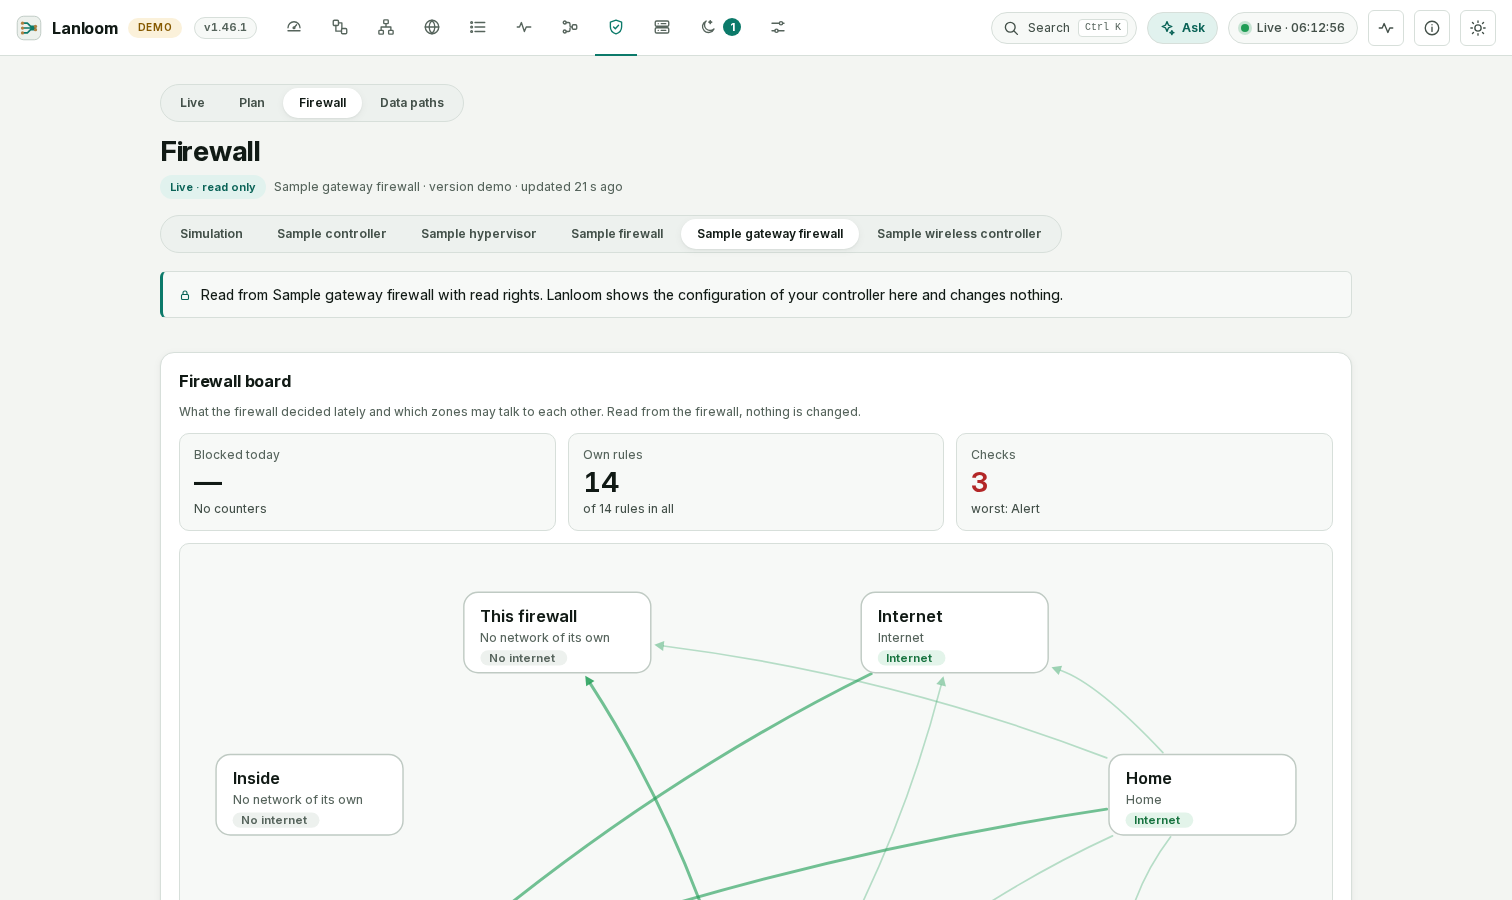 Lanloom DEMO v1.46.1 1 Search Ctrl K Ask Live · 06:12:56
Live Plan Firewall Data paths
Firewall
Live · read only Sample gateway firewall · version demo · updated 21 s ago
Simulation Sample controller Sample hypervisor Sample firewall Sample gateway firewall Sample wireless controller
Read from Sample gateway firewall with read rights. Lanloom shows the configuration of your controller here and changes nothing.
Firewall board
What the firewall decided lately and which zones may talk to each other. Read from the firewall, nothing is changed.
Blocked today
—
No counters
Own rules
14
of 14 rules in all
Checks
3
worst: Alert
This firewall
No network of its own
No internet
Internet
Internet
Internet
Inside
No network of its own
No internet
Home
Home
Internet